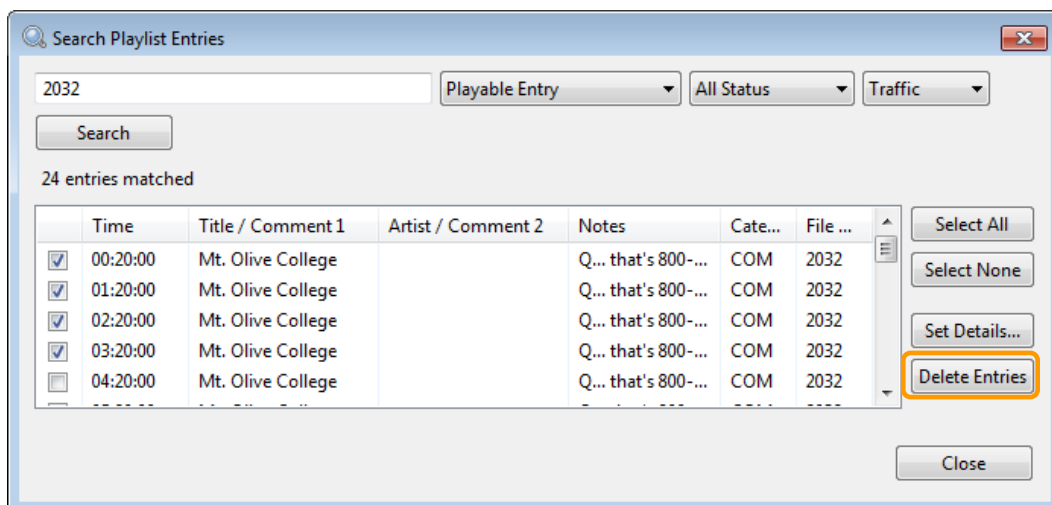 Search Playlist Entries
2032 Playable Entry All Status Traffic
Search
24 entries matched
Time Title / Comment 1 Artist / Comment 2 Notes Cate... File ...
00:20:00 Mt. Olive College Q... that's 800-... COM 2032
01:20:00 Mt. Olive College Q... that's 800-... COM 2032
02:20:00 Mt. Olive College Q... that's 800-... COM 2032
03:20:00 Mt. Olive College Q... that's 800-... COM 2032
04:20:00 Mt. Olive College Q... that's 800-... COM 2032
Select All
Select None
Set Details...
Delete Entries
Close